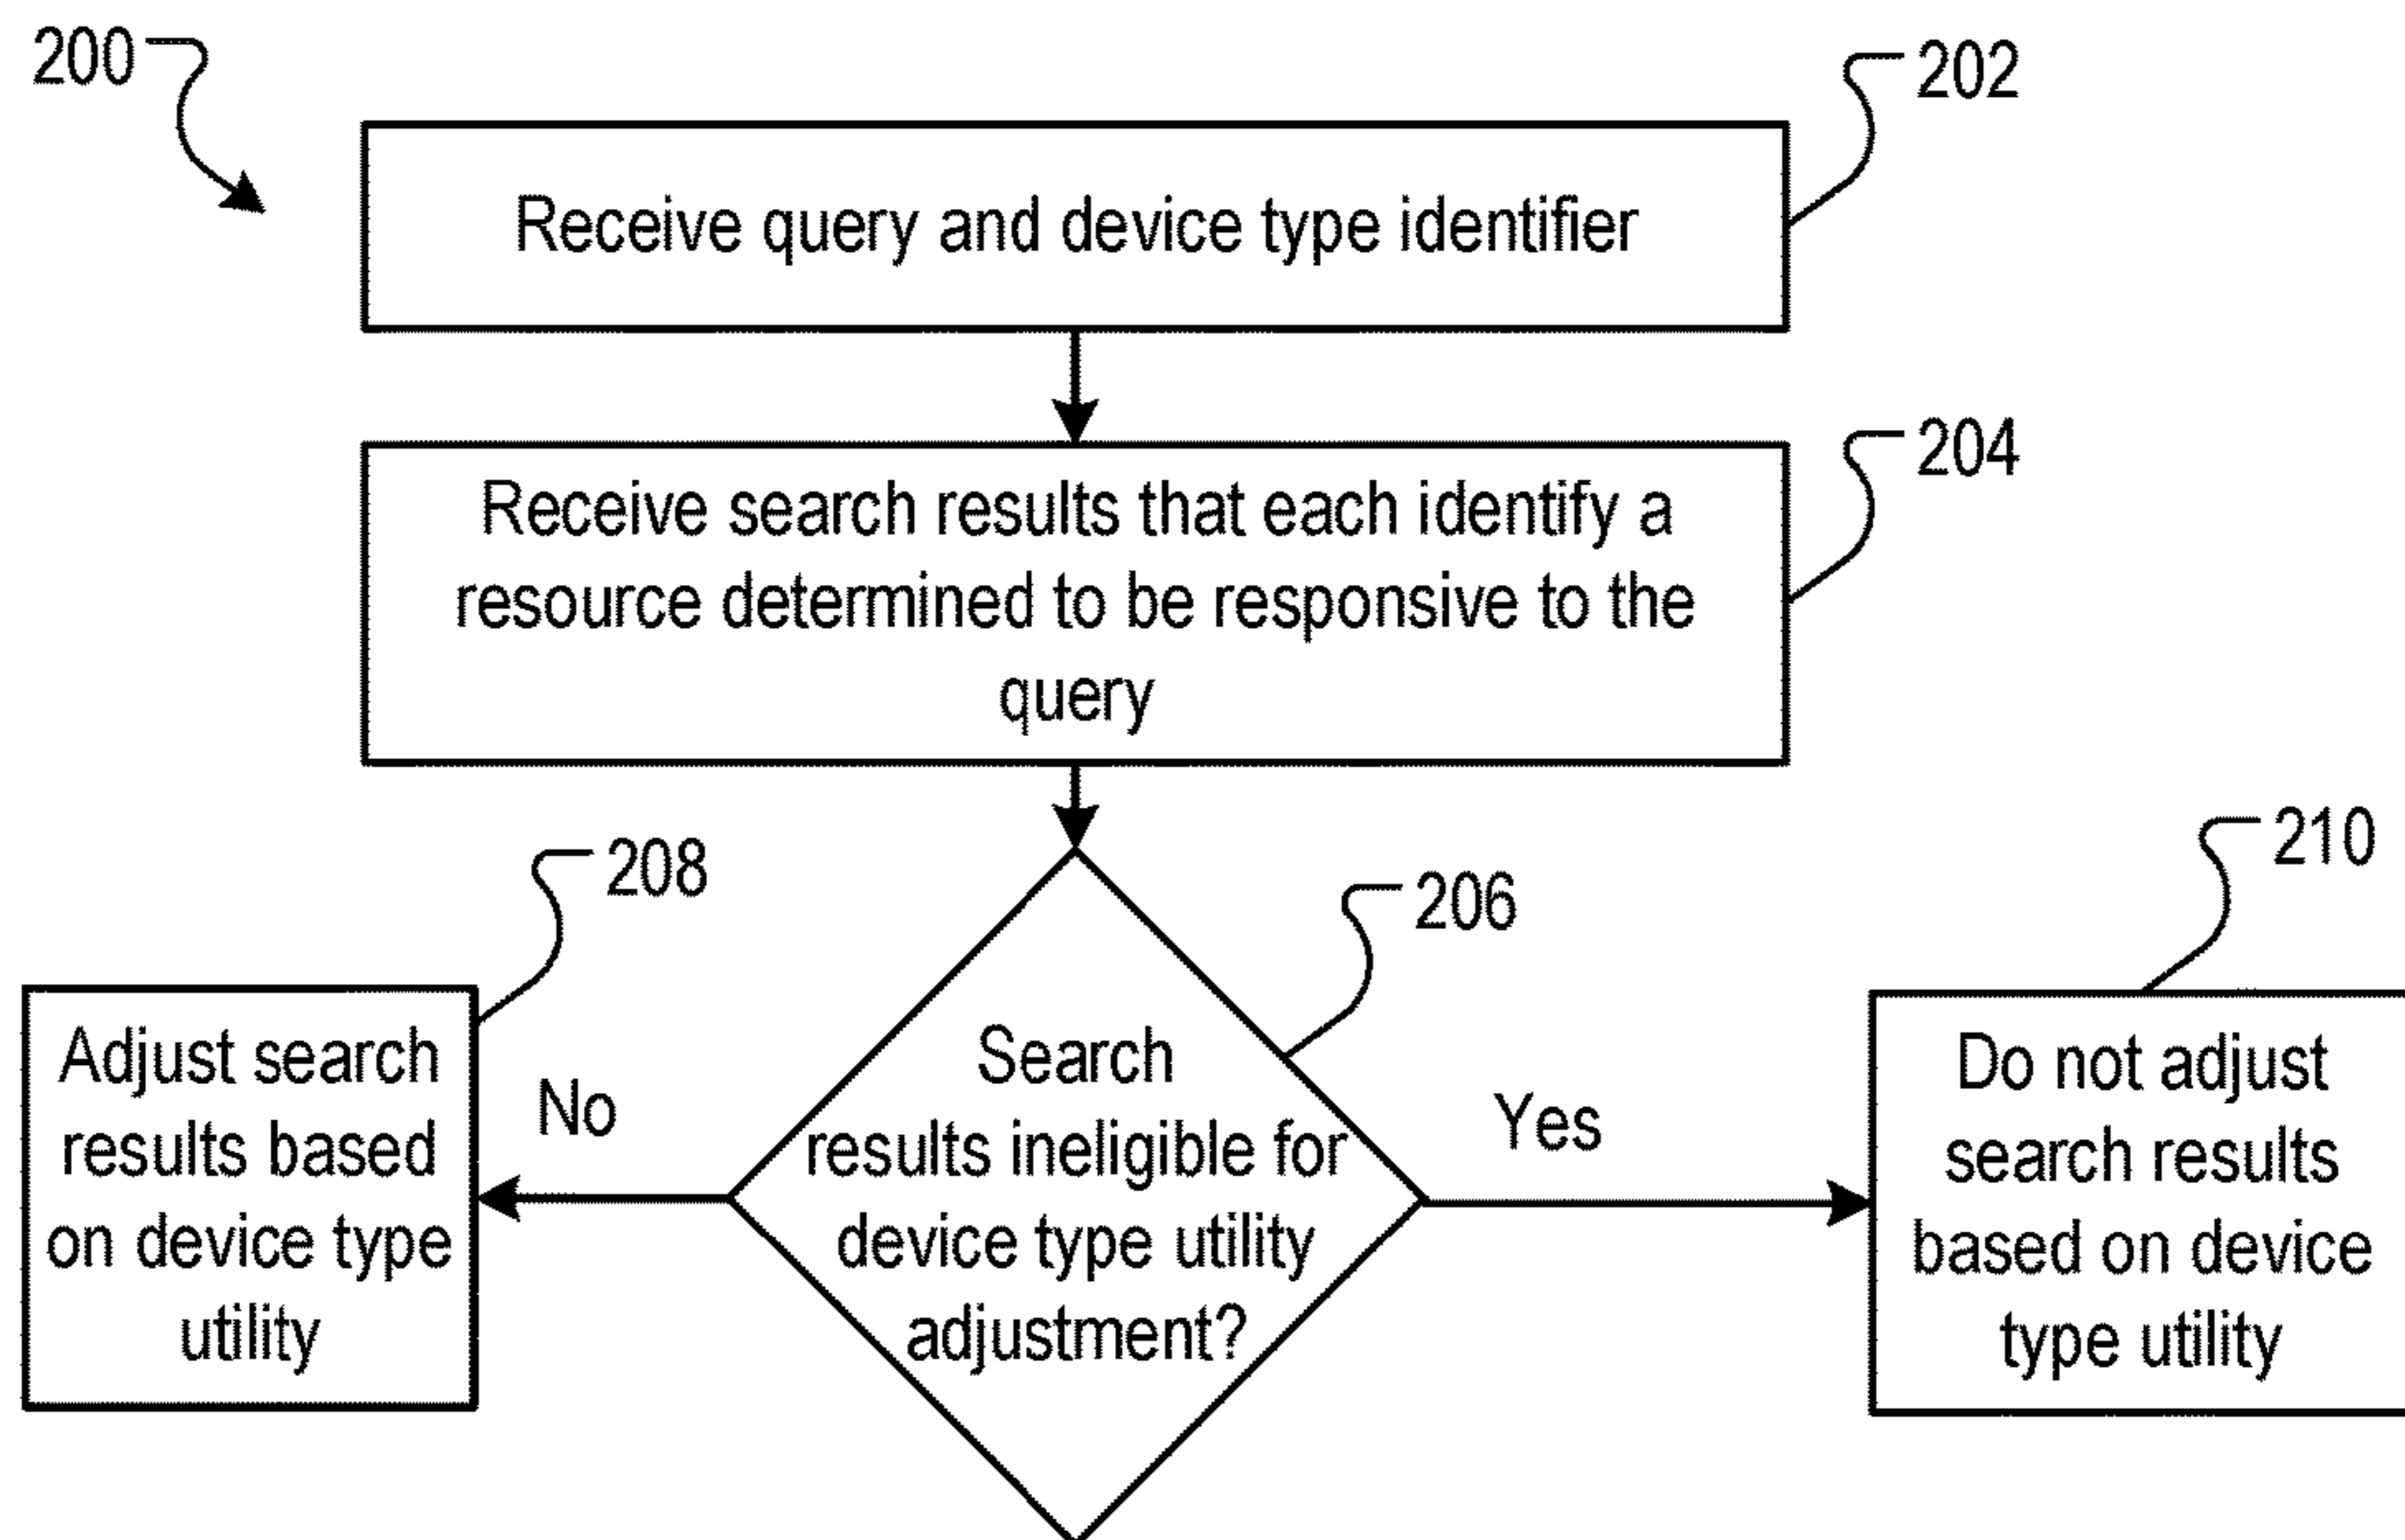 200
202
Receive query and device type identifier
204
Receive search results that each identify a
resource determined to be responsive to the
query
208
206
210
Adjust search
results based
on device type
utility
No
Search
results ineligible for
device type utility
adjustment?
Yes
Do not adjust
search results
based on device
type utility